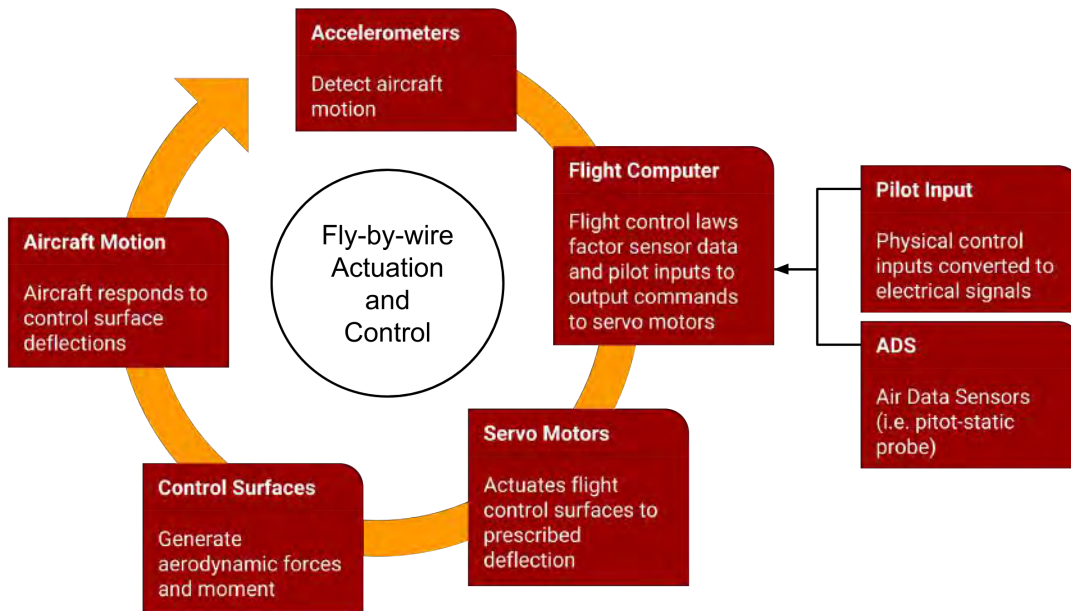 Accelerometers
Detect aircraft
motion
Flight Computer
Flight control laws
factor sensor data
and pilot inputs to
output commands
to servo motors
Pilot Input
Physical control
inputs converted to
electrical signals
ADS
Air Data Sensors
(i.e. pitot-static
probe)
Servo Motors
Actuates flight
control surfaces to
prescribed
deflection
Control Surfaces
Generate
aerodynamic forces
and moment
Aircraft Motion
Aircraft responds to
control surface
deflections
Fly-by-wire
Actuation
and
Control